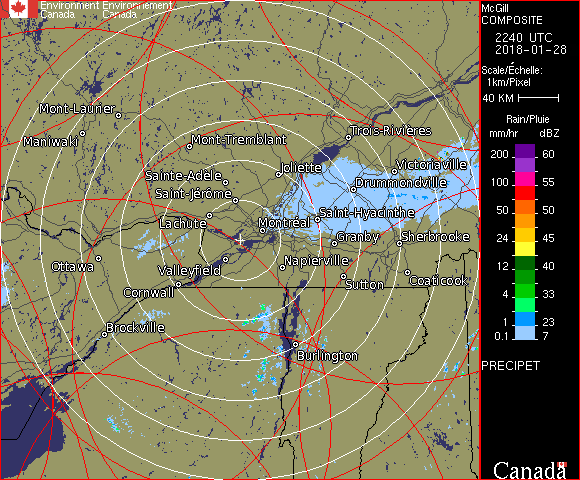 Environment Environnement
Canada Canada
McGill
COMPOSITE
2240 UTC
2018-01-28
Scale/Échelle:
1km/Pixel
40 KM
Rain/Pluie
mm/hr dBZ
200 60
100 55
50 50
24 45
12 40
4 33
2 23
1 7
0.1
PRECIPET
Canada
Mont-Laurier
Maniwaki
Mont-Tremblant
Trois-Rivières
Sainte-Adèle
Joliette
Victoriaville
Saint-Jérôme
Drummondville
Lachute
Saint-Hyacinthe
Montréal
Granby
Sherbrooke
Ottawa
Valleyfield
Napierville
Cornwall
Sutton
Coaticook
Brockville
Burlington